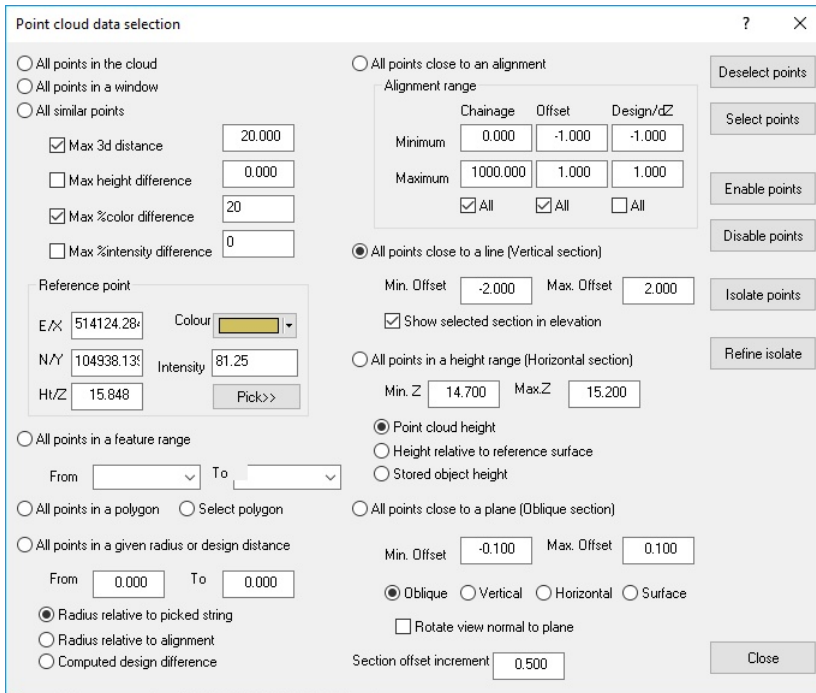 Point cloud data selection
?
All points in the cloud
All points in a window
All similar points
Max 3d distance 20.000
Max height difference 0.000
Max %color difference 20
Max %intensity difference 0
Reference point
E/X 514124.284 Colour
N/Y 104938.139 Intensity 81.25
Ht/Z 15.848 Pick>>
All points in a feature range
From To
All points in a polygon Select polygon
All points in a given radius or design distance
From 0.000 To 0.000
Radius relative to picked string
Radius relative to alignment
Computed design difference
All points close to an alignment
Alignment range
Chainage Offset Design/dZ
Minimum 0.000 -1.000 -1.000
Maximum 1000.000 1.000 1.000
All All All
All points close to a line (Vertical section)
Min. Offset -2.000 Max. Offset 2.000
Show selected section in elevation
All points in a height range (Horizontal section)
Min. Z 14.700 Max.Z 15.200
Point cloud height
Height relative to reference surface
Stored object height
All points close to a plane (Oblique section)
Min. Offset -0.100 Max. Offset 0.100
Oblique Vertical Horizontal Surface
Rotate view normal to plane
Section offset increment 0.500
Deselect points
Select points
Enable points
Disable points
Isolate points
Refine isolate
Close